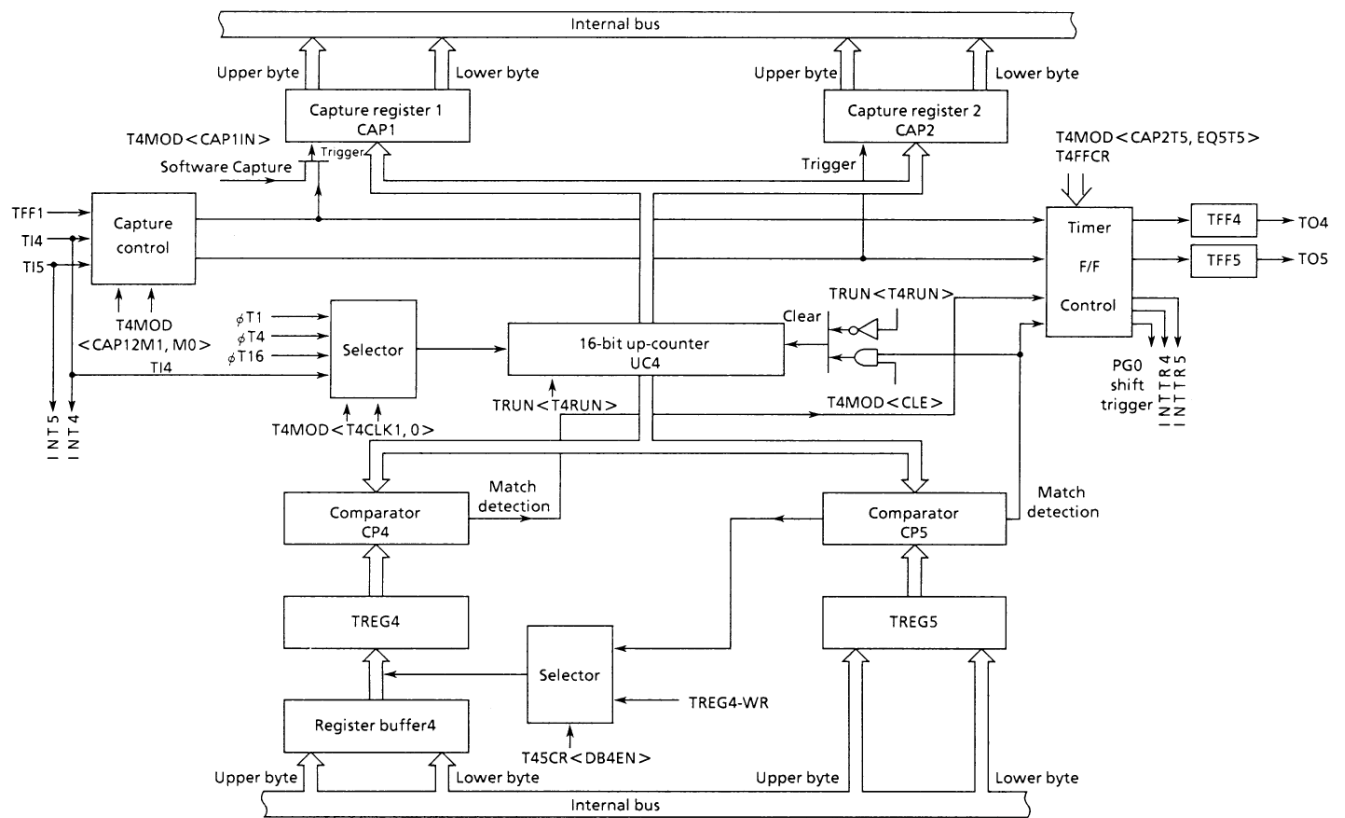 Internal bus
Upper byte
Lower byte
Upper byte
Lower byte
Capture register 1
CAP1
Capture register 2
CAP2
T4MOD<CAP1IN>
Trigger
Software Capture
Trigger
T4MOD<CAP2T5, EQ5T5>
T4FFCR
TFF1
TI4
TI5
Capture
control
Timer
F/F
Control
TFF4
TO4
TFF5
TO5
T4MOD
<CAP12M1, M0>
φT1
φT4
φT16
TI4
Selector
16-bit up-counter
UC4
Clear
TRUN<T4RUN>
TRUN<T4RUN>
T4MOD<CLE>
PG0
shift
trigger
INTTR4
INTTR5
INT5
INT4
T4MOD<T4CLK1, 0>
Match
detection
Match
detection
Comparator
CP4
Comparator
CP5
TREG4
TREG5
Selector
TREG4-WR
Register buffer4
T45CR<DB4EN>
Upper byte
Lower byte
Upper byte
Lower byte
Internal bus